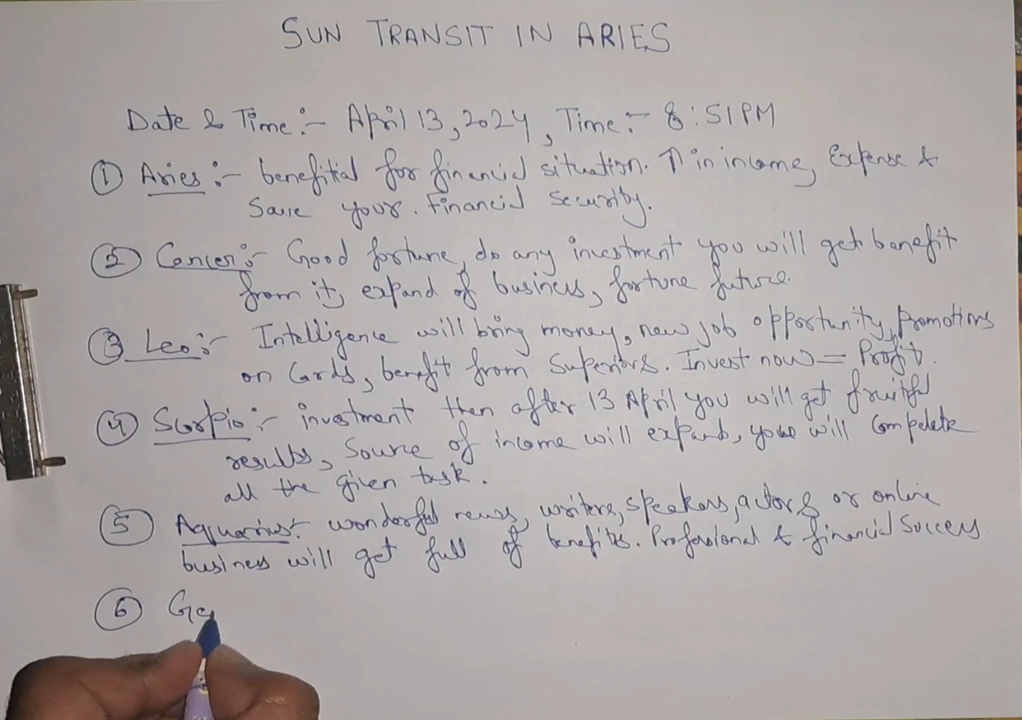 SUN TRANSIT IN ARIES
Date & Time :- April 13, 2024, Time :- 8:51PM
① Aries :- benefitial for financial situation. ↑ in income, Expense &
Save your. Financial Security.
② Cancer :- Good fortune, do any investment you will get benefit
from it, expand of business, fortune future.
③ Leo :- Intelligence will bring money, new job opportunity, promotions
on Cards, benefit from Superiors. Invest now = Profit.
④ Scorpio :- investment then after 13 April you will get fruitful
results, Source of income will expand, you will Compelete
all the given task.
⑤ Aquarius :- wonderful news, writers, speakers, actors or online
business will get full of benefits. Professional & financial Success
⑥ Ge